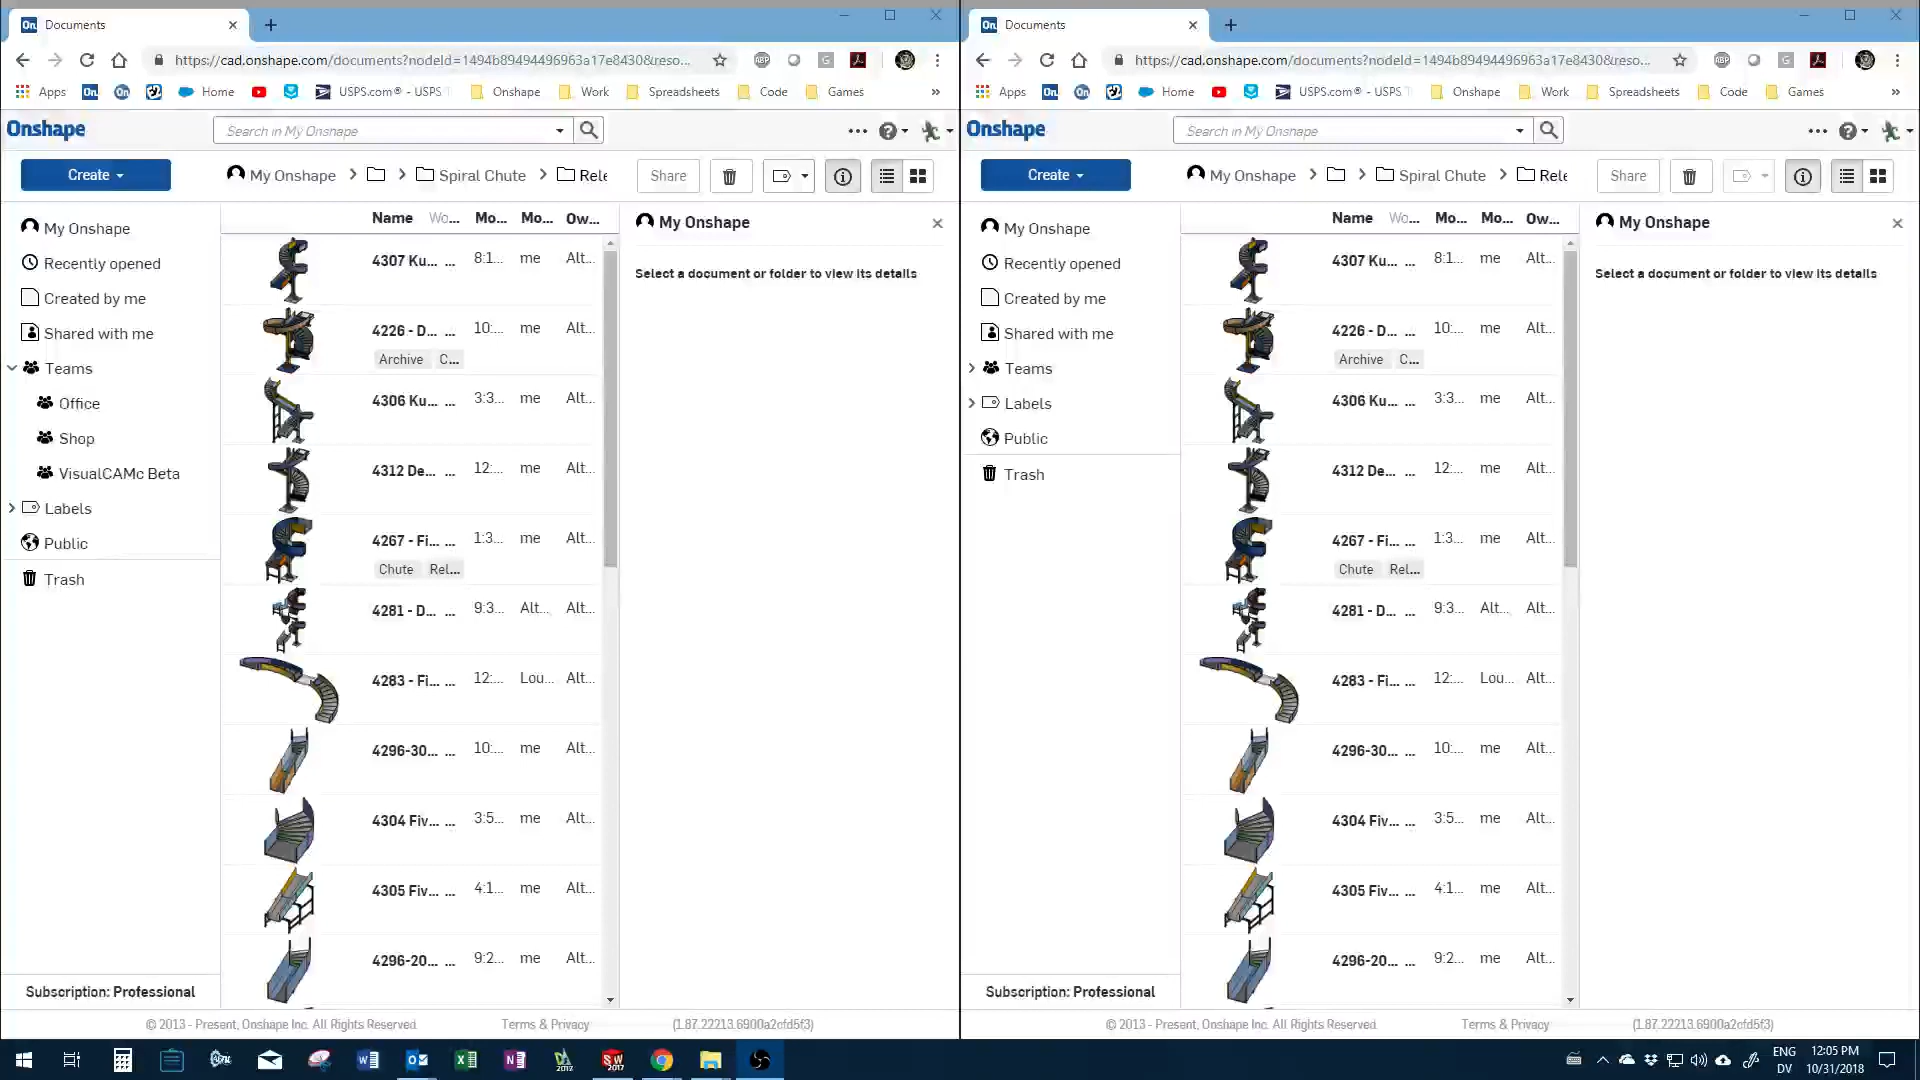 Documents
https://cad.onshape.com/documents?nodeId=1494b89494496963a17e8430&reso...
Apps
On
On
Home
USPS.com® - USPS
Onshape
Work
Spreadsheets
Code
Games
»
Onshape
Search in My Onshape
Create
My Onshape
Spiral Chute
Rele
Share
My Onshape
Recently opened
Created by me
Shared with me
Teams
Office
Shop
VisualCAMc Beta
Labels
Public
Trash
Name Wo... Mo... Mo... Ow...
4307 Ku... ... 8:1... me Alt...
4226 - D... ... 10:... me Alt...
Archive C...
4306 Ku... ... 3:3... me Alt...
4312 De... ... 12:... me Alt...
4267 - Fi... ... 1:3... me Alt...
Chute Rel...
4281 - D... ... 9:3... Alt... Alt...
4283 - Fi... ... 12:... Lou... Alt...
4296-30... ... 10:... me Alt...
4304 Fiv... ... 3:5... me Alt...
4305 Fiv... ... 4:1... me Alt...
4296-20... ... 9:2... me Alt...
My Onshape
Select a document or folder to view its details
Subscription: Professional
© 2013 - Present, Onshape Inc. All Rights Reserved.
Terms & Privacy
(1.87.22213.6900a2cfd5f3)
Documents
https://cad.onshape.com/documents?nodeId=1494b89494496963a17e8430&reso...
Apps
On
On
Home
USPS.com® - USPS
Onshape
Work
Spreadsheets
Code
Games
»
Onshape
Search in My Onshape
Create
My Onshape
Spiral Chute
Rele
Share
My Onshape
Recently opened
Created by me
Shared with me
Teams
Labels
Public
Trash
Name Wo... Mo... Mo... Ow...
4307 Ku... ... 8:1... me Alt...
4226 - D... ... 10:... me Alt...
Archive C...
4306 Ku... ... 3:3... me Alt...
4312 De... ... 12:... me Alt...
4267 - Fi... ... 1:3... me Alt...
Chute Rel...
4281 - D... ... 9:3... Alt... Alt...
4283 - Fi... ... 12:... Lou... Alt...
4296-30... ... 10:... me Alt...
4304 Fiv... ... 3:5... me Alt...
4305 Fiv... ... 4:1... me Alt...
4296-20... ... 9:2... me Alt...
My Onshape
Select a document or folder to view its details
Subscription: Professional
© 2013 - Present, Onshape Inc. All Rights Reserved.
Terms & Privacy
(1.87.22213.6900a2cfd5f3)
ENG
DV
12:05 PM
10/31/2018